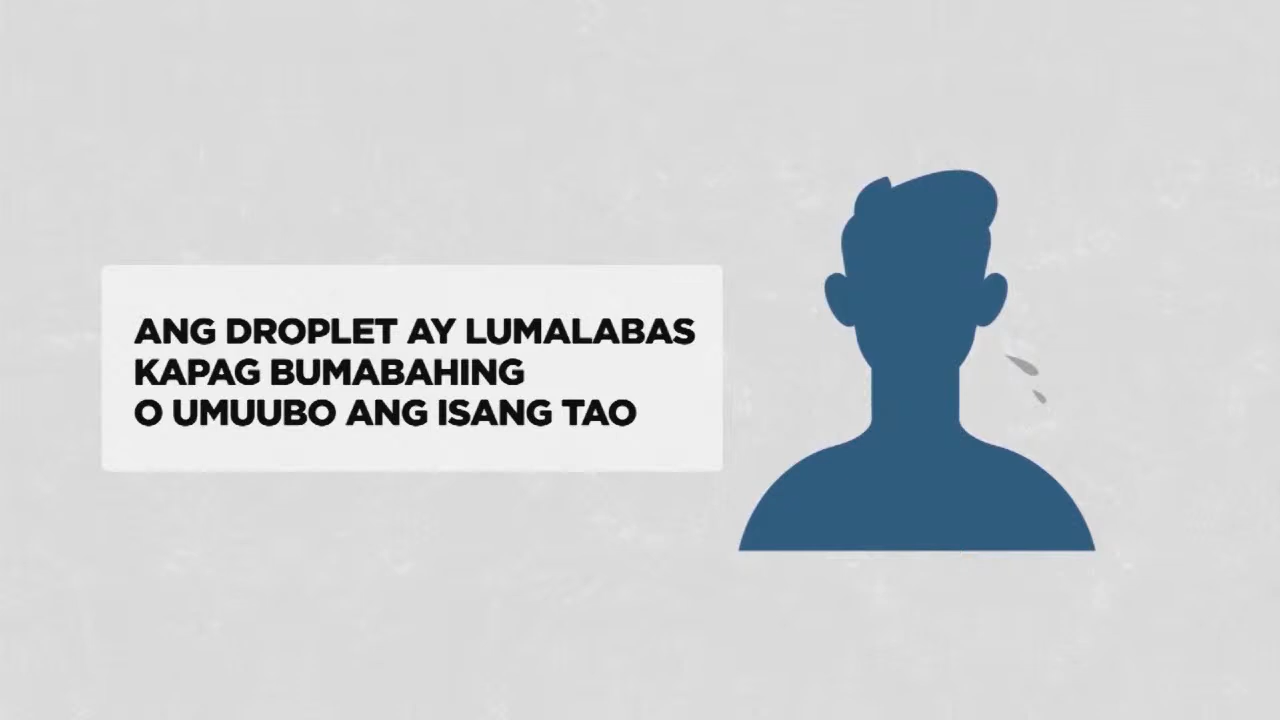 ANG DROPLET AY LUMALABAS
KAPAG BUMABAHING
O UMUUBO ANG ISANG TAO